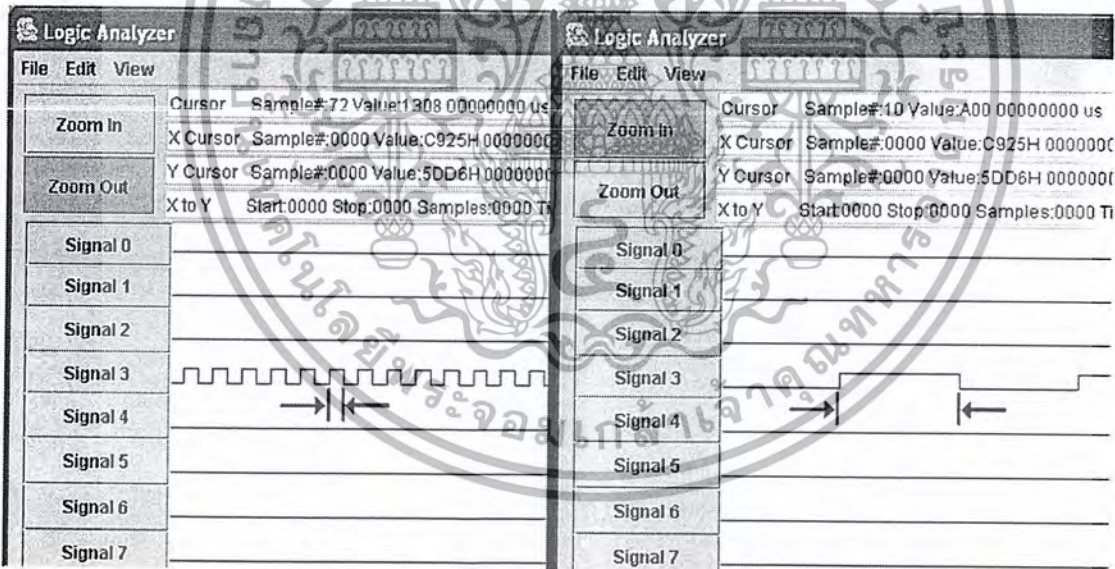 Logic Analyzer
File Edit View
Zoom In
Zoom Out
Cursor Sample#:72 Value:1308 00000000 us
X Cursor Sample#:0000 Value:C925H 0000000
Y Cursor Sample#:0000 Value:5DD6H 0000000
X to Y Start:0000 Stop:0000 Samples:0000
Signal 0
Signal 1
Signal 2
Signal 3
Signal 4
Signal 5
Signal 6
Signal 7
Logic Analyzer
File Edit View
Zoom In
Zoom Out
Cursor Sample#:10 Value:A00 00000000 us
X Cursor Sample#:0000 Value:C925H 0000000
Y Cursor Sample#:0000 Value:5DD6H 0000000
X to Y Start:0000 Stop:0000 Samples:0000
Signal 0
Signal 1
Signal 2
Signal 3
Signal 4
Signal 5
Signal 6
Signal 7